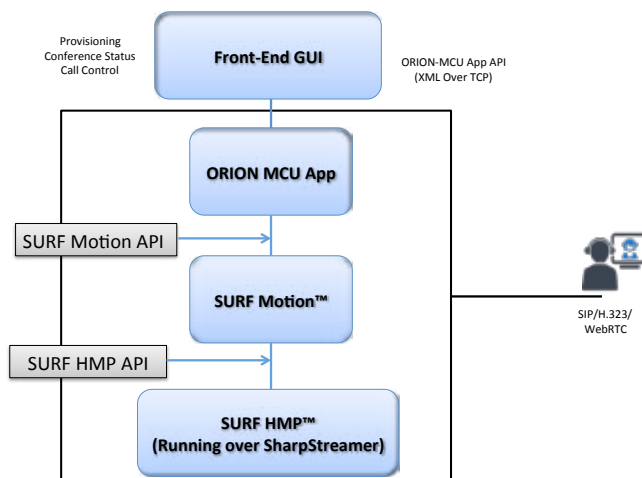 Provisioning
Conference Status
Call Control
Front-End GUI
ORION-MCU App API
(XML Over TCP)
ORION MCU App
SURF Motion API
SURF Motion™
SIP/H.323/
WebRTC
SURF HMP API
SURF HMP™
(Running over SharpStreamer)